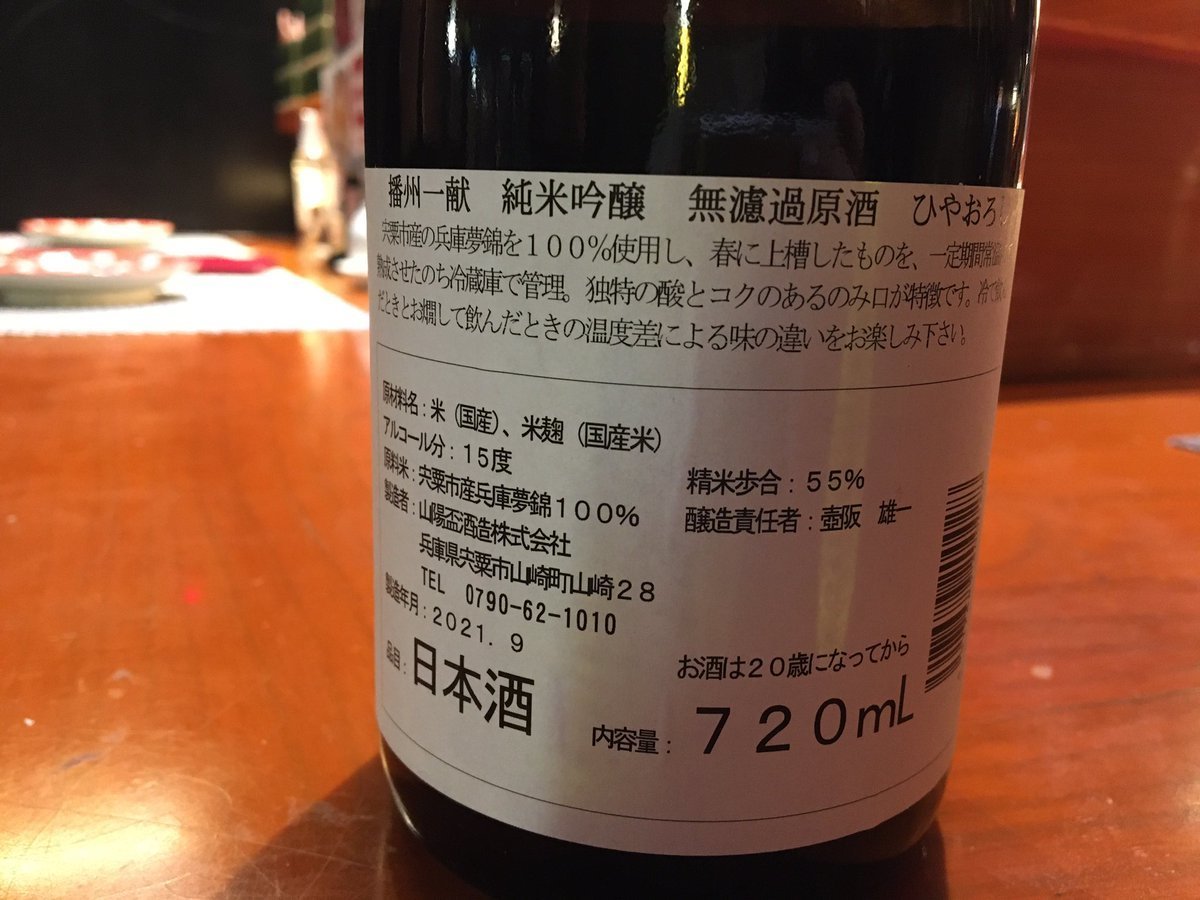 播州一献 純米吟醸 無濾過原酒 ひやおろ
宍粟市産の兵庫夢錦を100%使用し、春に上槽したものを、一定期間常温
熟成させたのち冷蔵庫で管理。独特の酸とコクのあるのみ口が特徴です。冷で飲ん
だときとお燗して飲んだときの温度差による味の違いをお楽しみ下さい。
原材料名：米（国産）、米麹（国産米）
アルコール分：15度
精米歩合：55%
原料米：宍粟市産兵庫夢錦100%
醸造責任者：壺阪 雄一
製造者：山陽盃酒造株式会社
兵庫県宍粟市山崎町山崎28
TEL 0790-62-1010
製造年月：2021. 9
お酒は20歳になってから
品目：日本酒
内容量：720mL